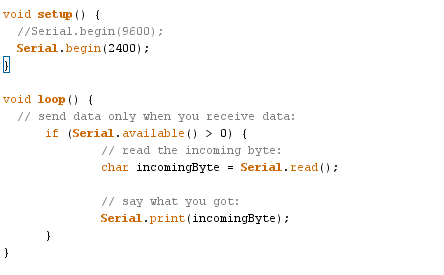 void setup() {
//Serial.begin(9600);
Serial.begin(2400);
}
void loop() {
// send data only when you receive data:
if (Serial.available() > 0) {
// read the incoming byte:
char incomingByte = Serial.read();
// say what you got:
Serial.print(incomingByte);
}
}